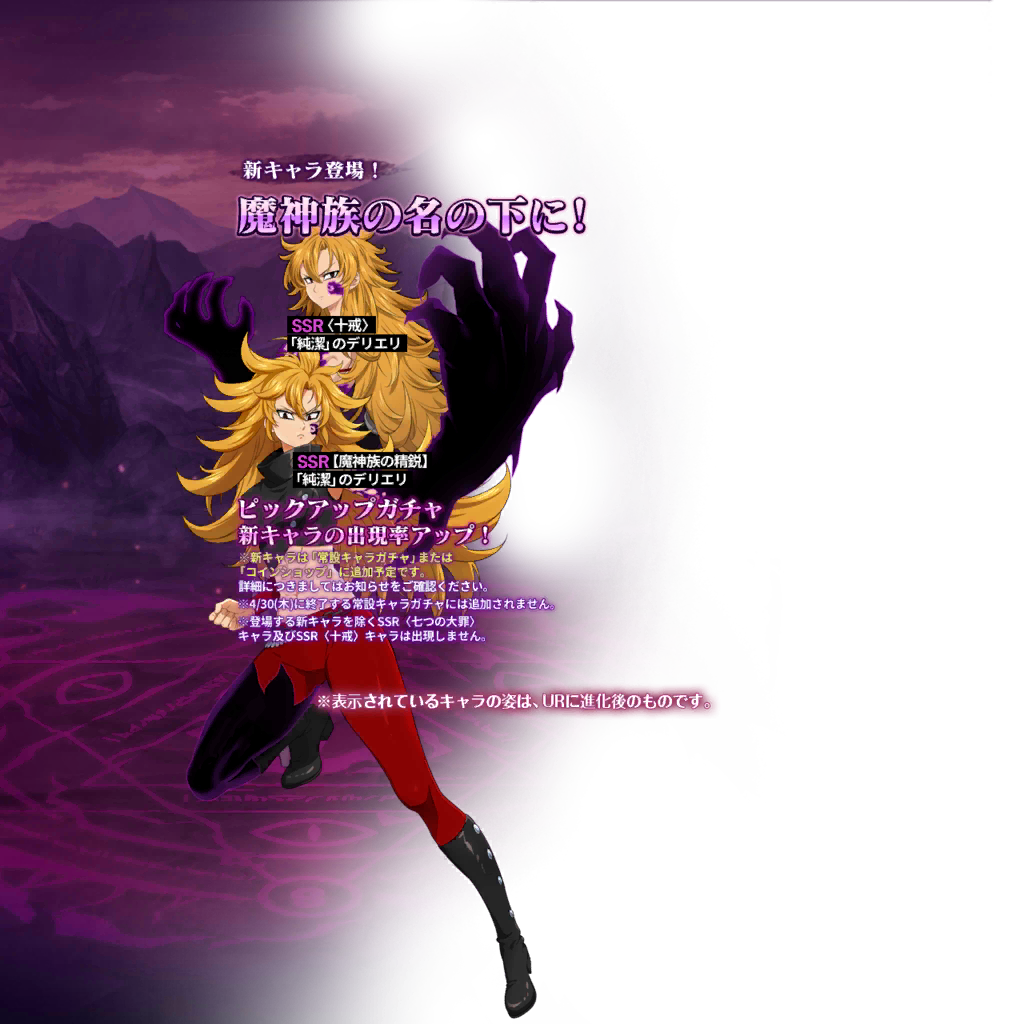 新キャラ登場！
魔神族の名の下に！
SSR〈十戒〉
「純潔」のデリエリ
SSR【魔神族の精鋭】
「純潔」のデリエリ
ピックアップガチャ
新キャラの出現率アップ！
※新キャラは「常設キャラガチャ」または
「コインショップ」に追加予定です。
詳細につきましてはお知らせをご確認ください。
※4/30(木)に終了する常設キャラガチャには追加されません。
※登場する新キャラを除くSSR〈七つの大罪〉
キャラ及びSSR〈十戒〉キャラは出現しません。
※表示されているキャラの姿は、URに進化後のものです。